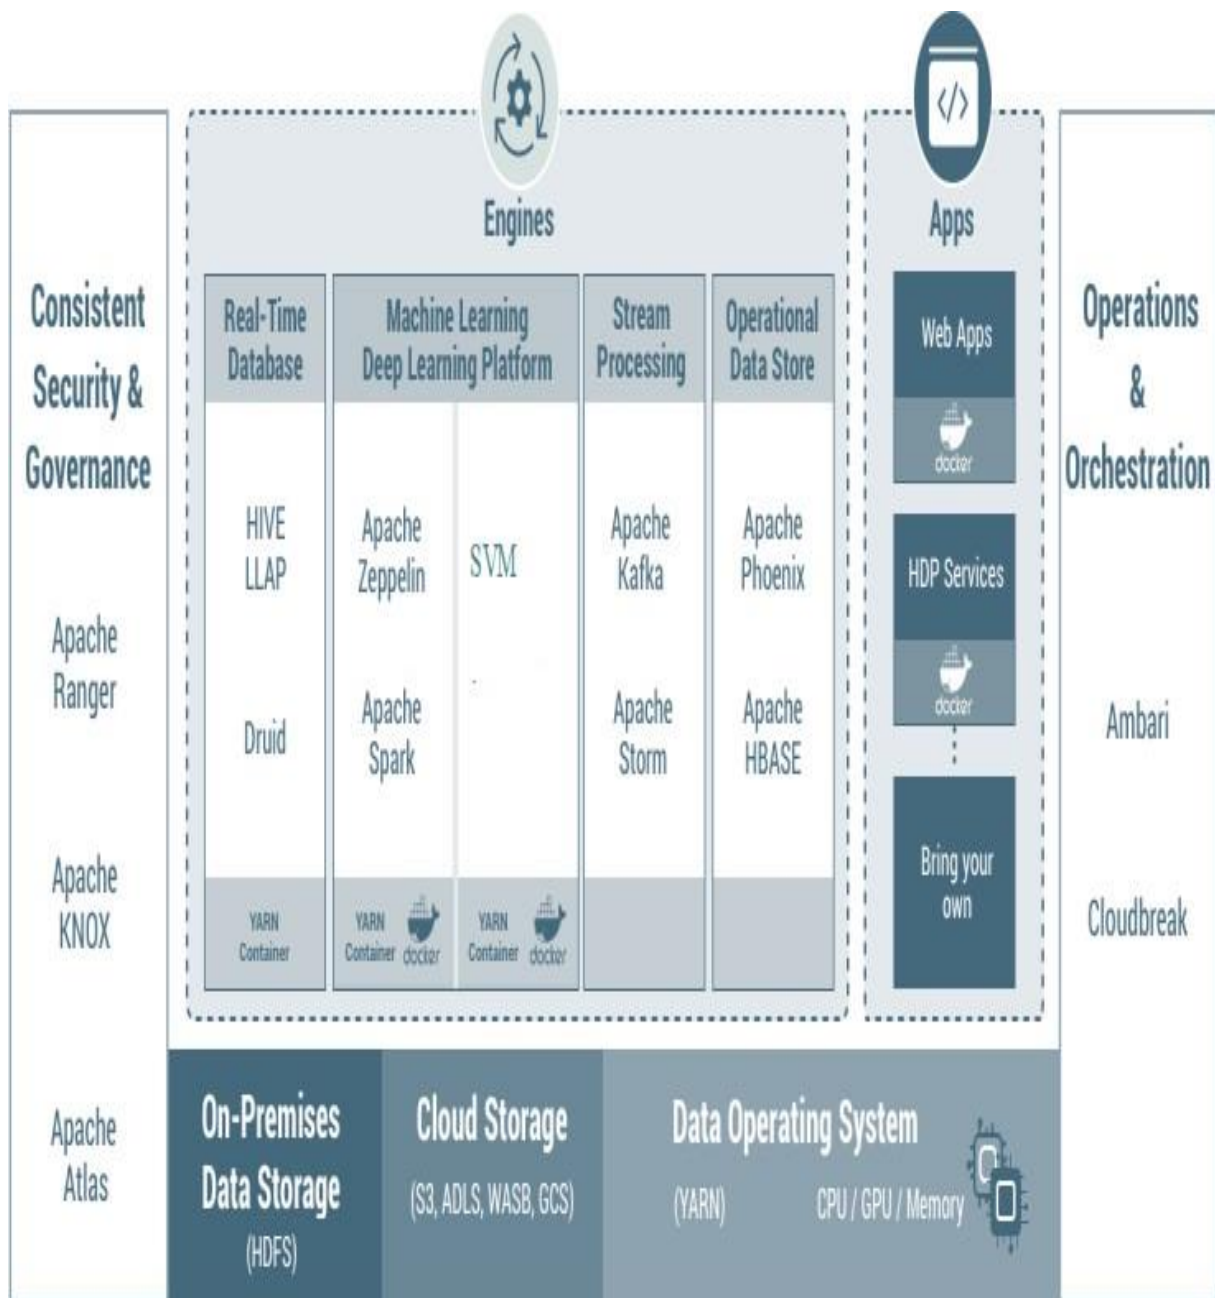 Consistent
Security &
Governance
Apache
Ranger
Apache
KNOX
Apache
Atlas
Engines
Real-Time
Database
HIVE
LLAP
Druid
YARN
Container
Machine Learning
Deep Learning Platform
Apache
Zeppelin
Apache
Spark
YARN
Container
docker
SVM
YARN
Container
docker
Stream
Processing
Apache
Kafka
Apache
Storm
Operational
Data Store
Apache
Phoenix
Apache
HBASE
</>
Apps
Web Apps
docker
HDP Services
docker
Bring your
own
Operations
&
Orchestration
Ambari
Cloudbreak
On-Premises
Data Storage
(HDFS)
Cloud Storage
(S3, ADLS, WASB, GCS)
Data Operating System
(YARN)
CPU / GPU / Memory